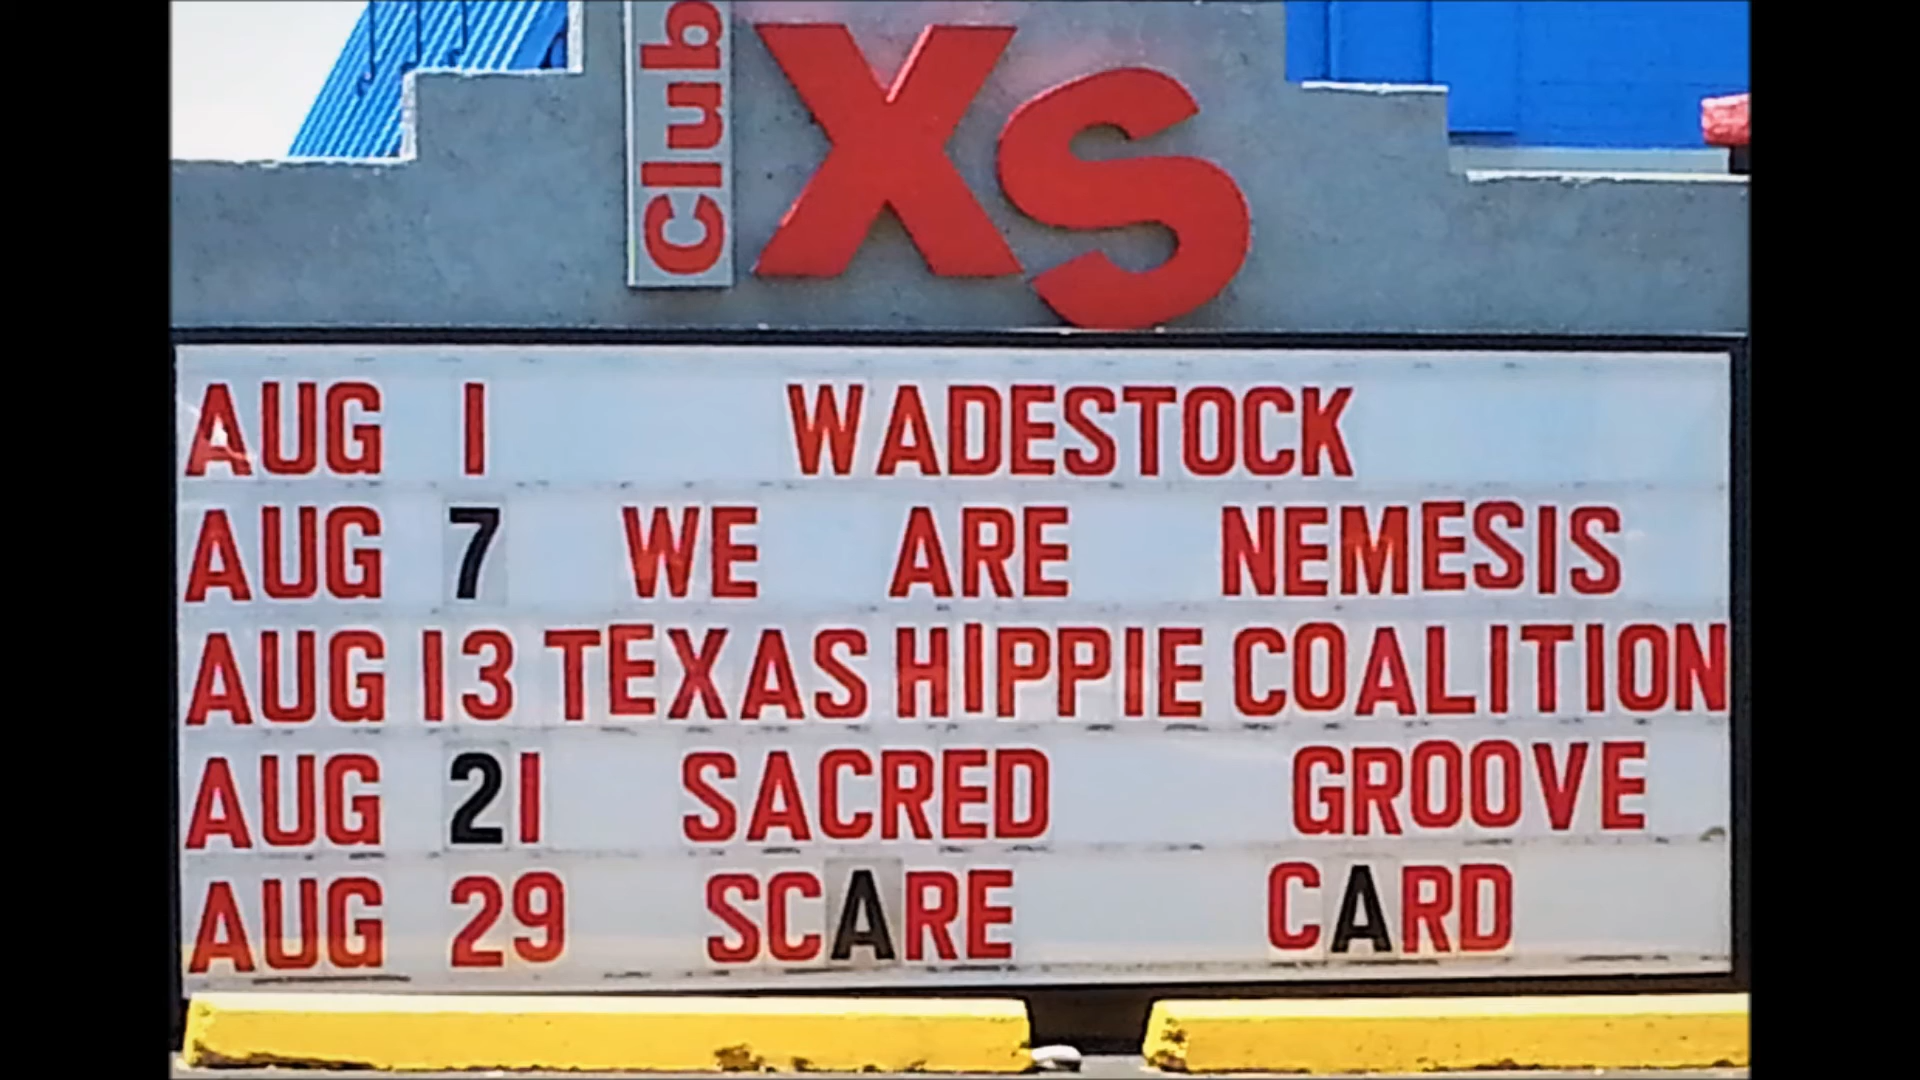 Club Xs
AUG 1 WADESTOCK
AUG 7 WE ARE NEMESIS
AUG 13 TEXAS HIPPIE COALITION
AUG 21 SACRED GROOVE
AUG 29 SCARE CARD